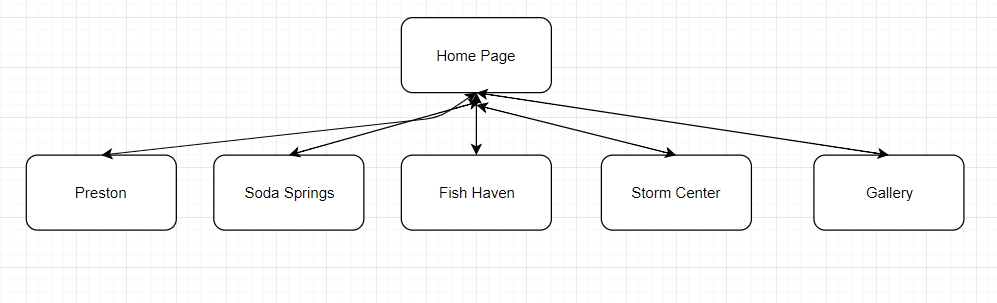 Home Page
Preston
Soda Springs
Fish Haven
Storm Center
Gallery